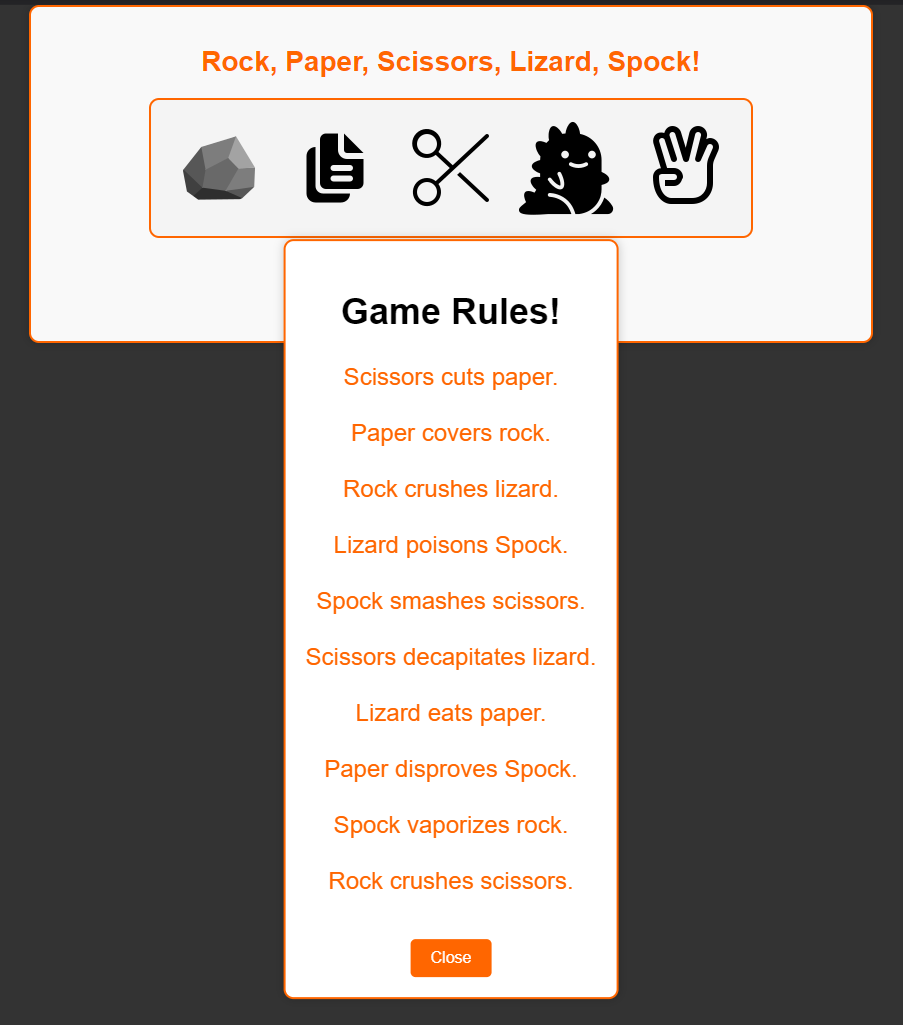 Rock, Paper, Scissors, Lizard, Spock!
Game Rules!
Scissors cuts paper.
Paper covers rock.
Rock crushes lizard.
Lizard poisons Spock.
Spock smashes scissors.
Scissors decapitates lizard.
Lizard eats paper.
Paper disproves Spock.
Spock vaporizes rock.
Rock crushes scissors.
Close